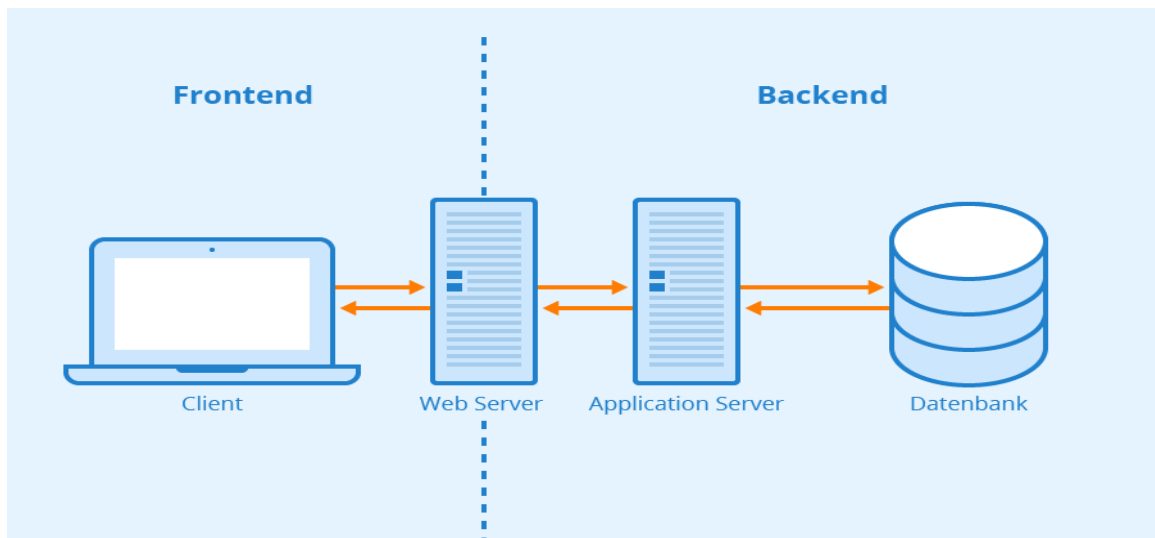 Frontend
Backend
Client
Web Server
Application Server
Datenbank